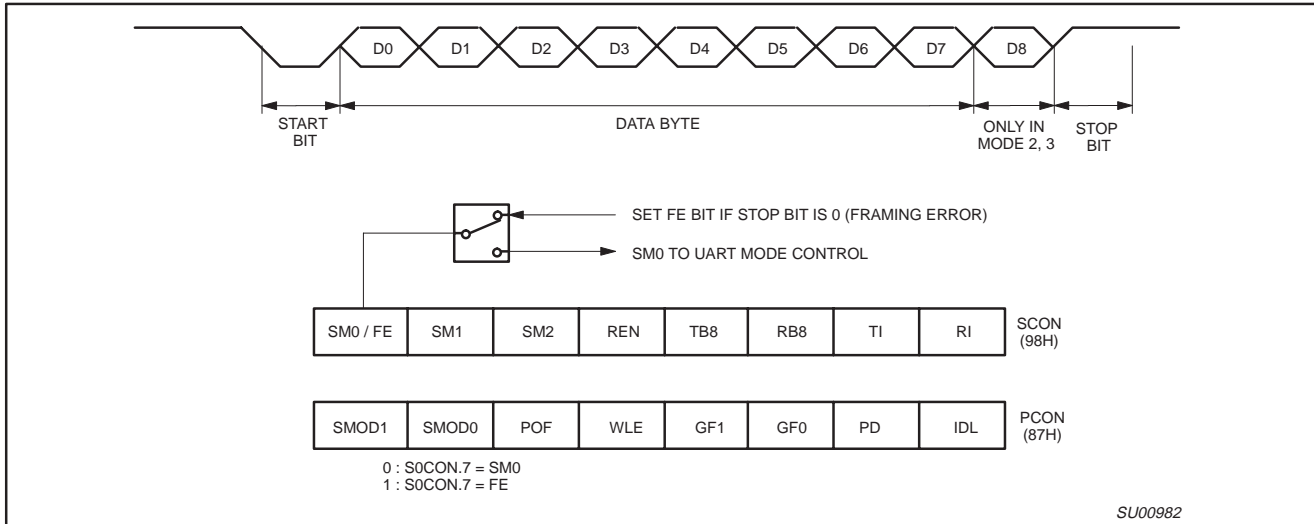 D0 D1 D2 D3 D4 D5 D6 D7 D8
START
BIT
DATA BYTE
ONLY IN
MODE 2, 3
STOP
BIT
SET FE BIT IF STOP BIT IS 0 (FRAMING ERROR)
SM0 TO UART MODE CONTROL
SM0 / FE SM1 SM2 REN TB8 RB8 TI RI
SCON
(98H)
SMOD1 SMOD0 POF WLE GF1 GF0 PD IDL
PCON
(87H)
0 : S0CON.7 = SM0
1 : S0CON.7 = FE
SU00982